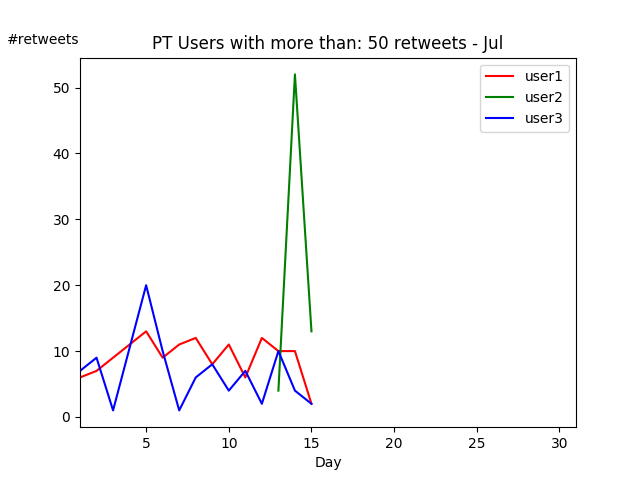 #retweets
PT Users with more than: 50 retweets - Jul
user1
user2
user3
50
40
30
20
10
0
5 10 15 20 25 30
Day